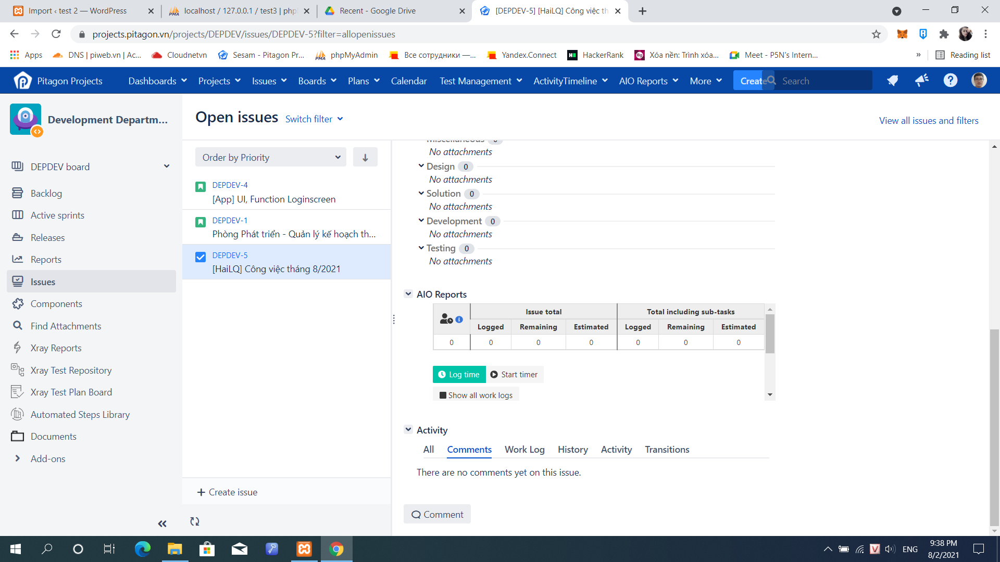 Import ‹ test 2 — WordPress
localhost / 127.0.0.1 / test3 | php
Recent - Google Drive
[DEPDEV-5] [HaiLQ] Công việc th
projects.pitagon.vn/projects/DEPDEV/issues/DEPDEV-5?filter=allopenissues
Apps
DNS | piweb.vn | Ac...
Cloudnetvn
Sesam - Pitagon Pr...
phpMyAdmin
Все сотрудники —...
Yandex.Connect
HackerRank
Xóa nền: Trình xóa...
Meet - P5N's Intern...
»
Reading list
Pitagon Projects
Dashboards
Projects
Issues
Boards
Plans
Calendar
Test Management
ActivityTimeline
AIO Reports
More
Create
Search
Development Departm...
DEPDEV board
Backlog
Active sprints
Releases
Reports
Issues
Components
Find Attachments
Xray Reports
Xray Test Repository
Xray Test Plan Board
Automated Steps Library
Documents
Add-ons
Open issues
Switch filter
View all issues and filters
Order by Priority
DEPDEV-4
[App] UI, Function Loginscreen
DEPDEV-1
Phòng Phát triển - Quản lý kế hoạch th...
DEPDEV-5
[HaiLQ] Công việc tháng 8/2021
Create issue
Miscellaneous 0
No attachments
Design 0
No attachments
Solution 0
No attachments
Development 0
No attachments
Testing 0
No attachments
AIO Reports
Issue total
Total including sub-tasks
Logged Remaining Estimated Logged Remaining Estimated
0 0 0 0 0 0 0
Log time
Start timer
Show all work logs
Activity
All Comments Work Log History Activity Transitions
There are no comments yet on this issue.
Comment
ENG
9:38 PM
8/2/2021